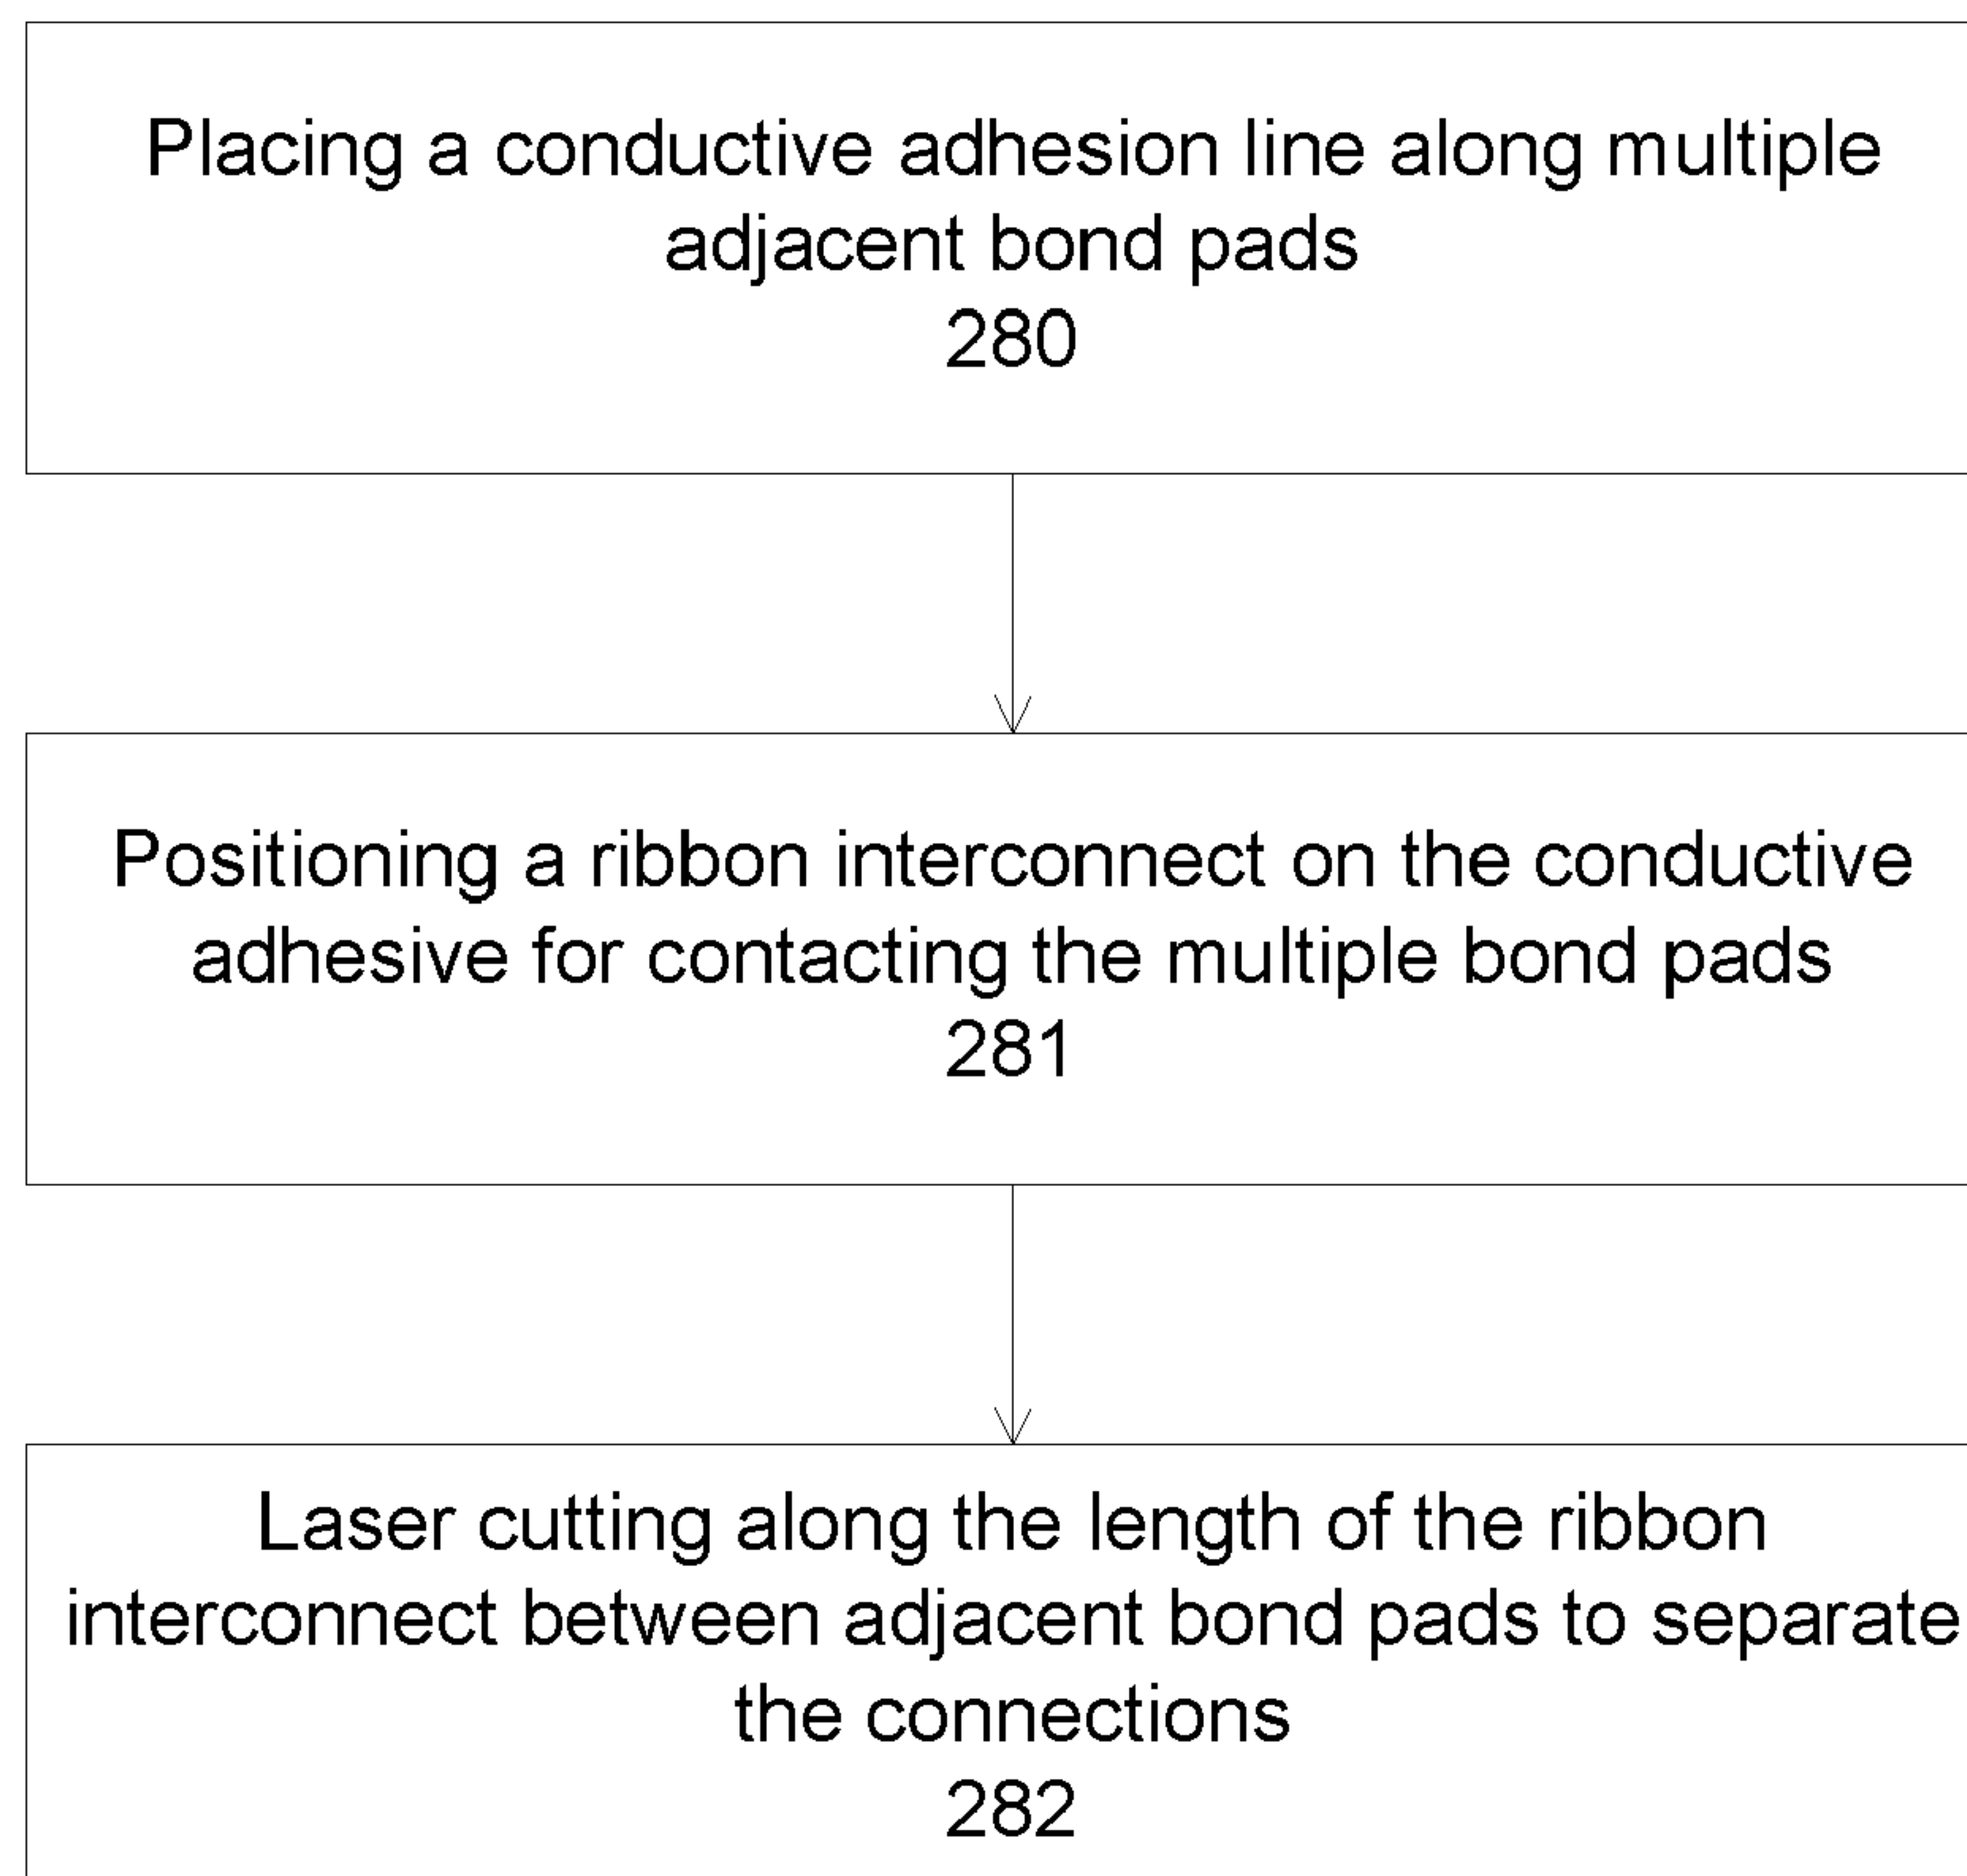 Placing a conductive adhesion line along multiple
adjacent bond pads
280
Positioning a ribbon interconnect on the conductive
adhesive for contacting the multiple bond pads
281
Laser cutting along the length of the ribbon
interconnect between adjacent bond pads to separate
the connections
282